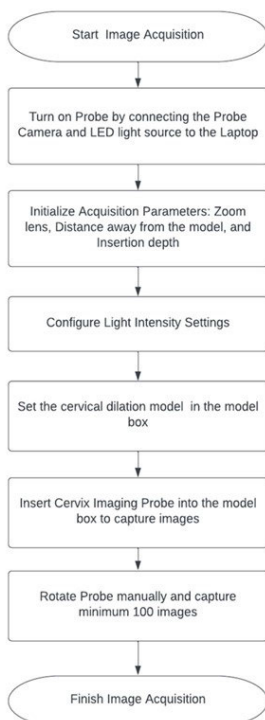 Start Image Acquisition
Turn on Probe by connecting the Probe
Camera and LED light source to the Laptop
Initialize Acquisition Parameters: Zoom
lens, Distance away from the model, and
Insertion depth
Configure Light Intensity Settings
Set the cervical dilation model in the model
box
Insert Cervix Imaging Probe into the model
box to capture images
Rotate Probe manually and capture
minimum 100 images
Finish Image Acquisition